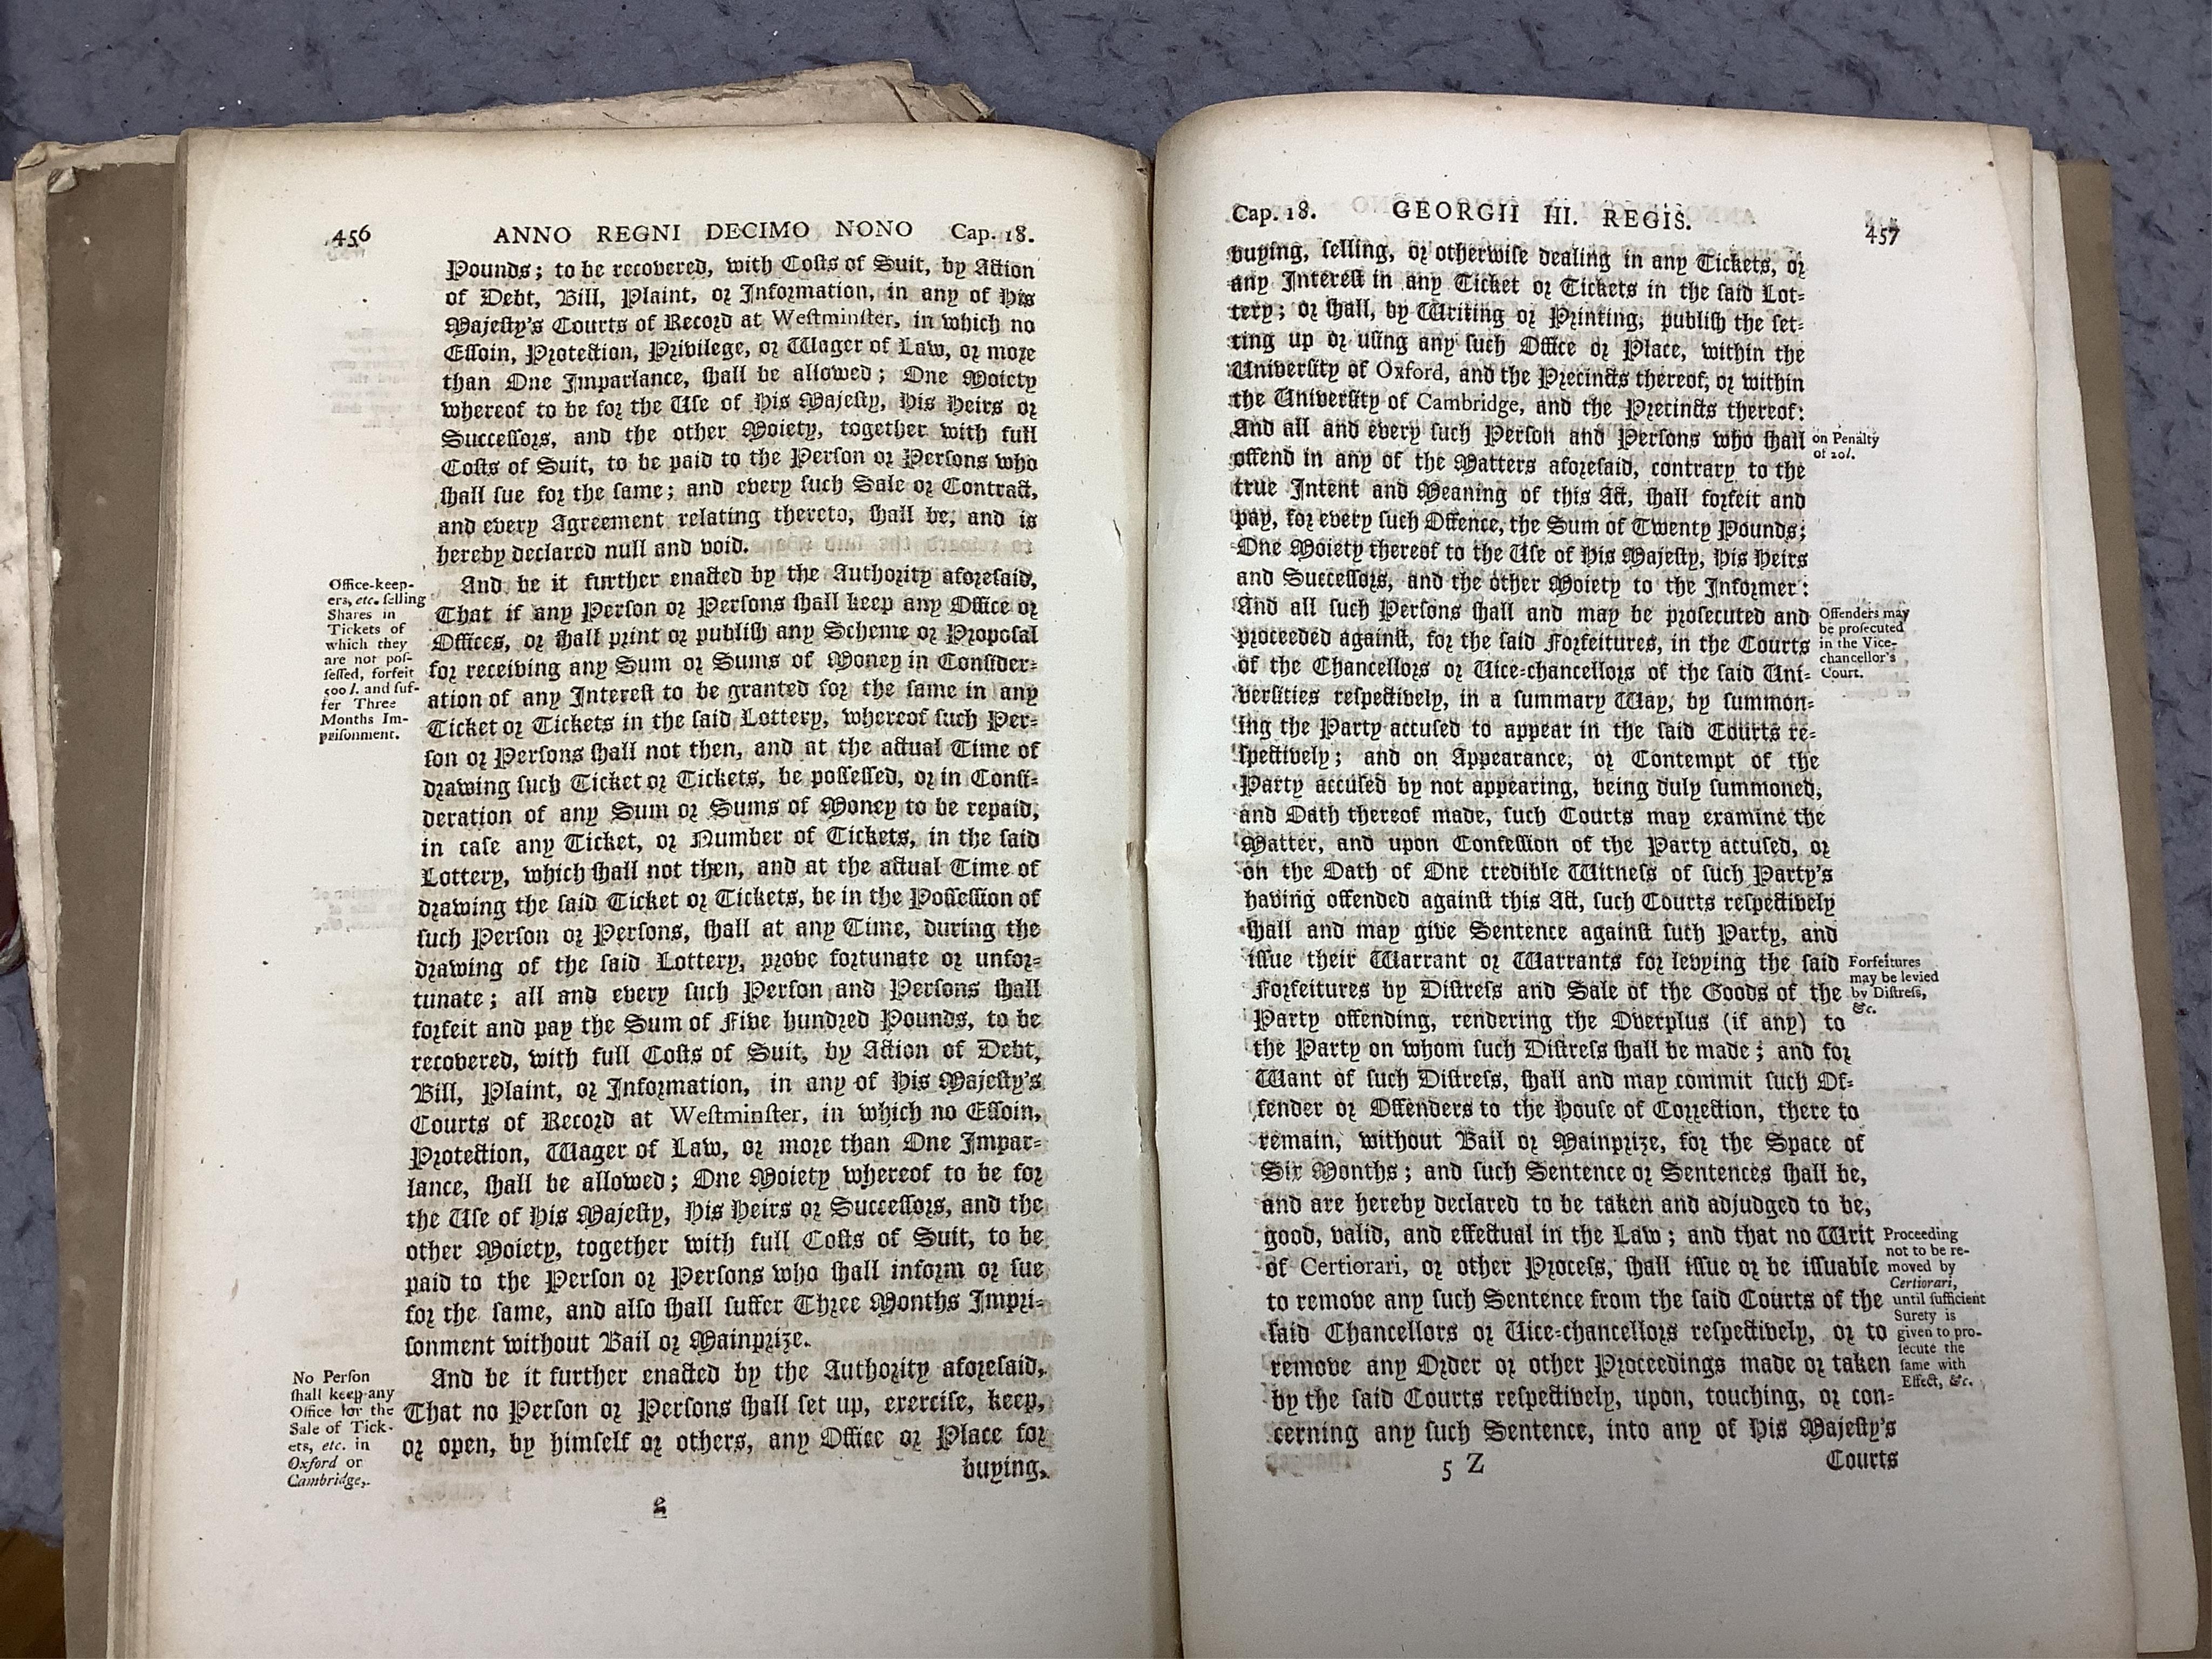 456 ANNO REGNI DECIMO NONO Cap. 18.
Pounds; to be recovered, with Coſts of Suit, by Action
of Debt, Bill, Plaint, or Information, in any of His
Majeſty's Courts of Record at Weſtminſter, in which no
Eſſoin, Protection, Privilege, or Wager of Law, or more
than One Imparlance, ſhall be allowed; One Moiety
whereof to be for the Uſe of His Majeſty, His Heirs or
Succeſſors, and the other Moiety, together with full
Coſts of Suit, to be paid to the Perſon or Perſons who
ſhall ſue for the ſame; and every ſuch Sale or Contract,
and every Agreement relating thereto, ſhall be, and is
hereby declared null and void.
Office-keep-
ers, etc. ſelling
Shares in
Tickets of
which they
are not poſ-
ſeſſed, forfeit
500 l. and ſuf-
fer Three
Months Im-
priſonment.
And be it further enacted by the Authority aforeſaid,
That if any Perſon or Perſons ſhall keep any Office or
Offices, or ſhall print or publiſh any Scheme or Propoſal
for receiving any Sum or Sums of Money in Conſider-
ation of any Intereſt to be granted for the ſame in any
Ticket or Tickets in the ſaid Lottery, whereof ſuch Per-
ſon or Perſons ſhall not then, and at the actual Time of
drawing ſuch Ticket or Tickets, be poſſeſſed, or in Conſi-
deration of any Sum or Sums of Money to be repaid,
in caſe any Ticket, or Number of Tickets, in the ſaid
Lottery, which ſhall not then, and at the actual Time of
drawing the ſaid Ticket or Tickets, be in the Poſſeſſion of
ſuch Perſon or Perſons, ſhall at any Time, during the
drawing of the ſaid Lottery, prove fortunate or unfor-
tunate; all and every ſuch Perſon and Perſons ſhall
forfeit and pay the Sum of Five hundred Pounds, to be
recovered, with full Coſts of Suit, by Action of Debt,
Bill, Plaint, or Information, in any of His Majeſty's
Courts of Record at Weſtminſter, in which no Eſſoin,
Protection, Wager of Law, or more than One Impar-
lance, ſhall be allowed; One Moiety whereof to be for
the Uſe of His Majeſty, His Heirs or Succeſſors, and the
other Moiety, together with full Coſts of Suit, to be
paid to the Perſon or Perſons who ſhall inform or ſue
for the ſame, and alſo ſhall ſuffer Three Months Impri-
ſonment without Bail or Mainprize.
No Perſon
ſhall keep any
Office for the
Sale of Tick-
ets, etc. in
Oxford or
Cambridge,
And be it further enacted by the Authority aforeſaid,
That no Perſon or Perſons ſhall ſet up, exerciſe, keep,
or open, by himſelf or others, any Office or Place for
buying,
Cap. 18. GEORGII III. REGIS. 457
buying, ſelling, or otherwiſe dealing in any Tickets, or
any Intereſt in any Ticket or Tickets in the ſaid Lot-
tery; or ſhall, by Writing or Printing, publiſh the ſet-
ting up or uſing any ſuch Office or Place, within the
Univerſity of Oxford, and the Precincts thereof, or within
the Univerſity of Cambridge, and the Precincts thereof:
And all and every ſuch Perſon and Perſons who ſhall
offend in any of the Matters aforeſaid, contrary to the
true Intent and Meaning of this Act, ſhall forfeit and
pay, for every ſuch Offence, the Sum of Twenty Pounds;
One Moiety thereof to the Uſe of His Majeſty, His Heirs
and Succeſſors, and the other Moiety to the Informer:
on Penalty
of 20l.
And all ſuch Perſons ſhall and may be proſecuted and
proceeded againſt, for the ſaid Forfeitures, in the Courts
of the Chancellors or Vice-chancellors of the ſaid Uni-
verſities reſpectively, in a ſummary Way, by ſummon-
ing the Party accuſed to appear in the ſaid Courts re-
ſpectively; and on Appearance, or Contempt of the
Party accuſed by not appearing, being duly ſummoned,
and Oath thereof made, ſuch Courts may examine the
Matter, and upon Confeſſion of the Party accuſed, or
on the Oath of One credible Witneſs of ſuch Party's
having offended againſt this Act, ſuch Courts reſpectively
ſhall and may give Sentence againſt ſuch Party, and
Offenders may
be proſecuted
in the Vice-
chancellor's
Court.
iſſue their Warrant or Warrants for levying the ſaid
Forfeitures by Diſtreſs and Sale of the Goods of the
Party offending, rendering the Overplus (if any) to
the Party on whom ſuch Diſtreſs ſhall be made; and for
Want of ſuch Diſtreſs, ſhall and may commit ſuch Of-
fender or Offenders to the Houſe of Correction, there to
remain, without Bail or Mainprize, for the Space of
Six Months; and ſuch Sentence or Sentences ſhall be,
and are hereby declared to be taken and adjudged to be,
Forfeitures
may be levied
by Diſtreſs,
&c.
good, valid, and effectual in the Law; and that no Writ
of Certiorari, or other Proceſs, ſhall iſſue or be iſſuable
to remove any ſuch Sentence from the ſaid Courts of the
ſaid Chancellors or Vice-chancellors reſpectively, or to
remove any Order or other Proceedings made or taken
by the ſaid Courts reſpectively, upon, touching, or con-
cerning any ſuch Sentence, into any of His Majeſty's
Proceeding
not to be re-
moved by
Certiorari,
until ſufficient
Surety is
given to pro-
ſecute the
ſame with
Effect, &c.
5 Z Courts